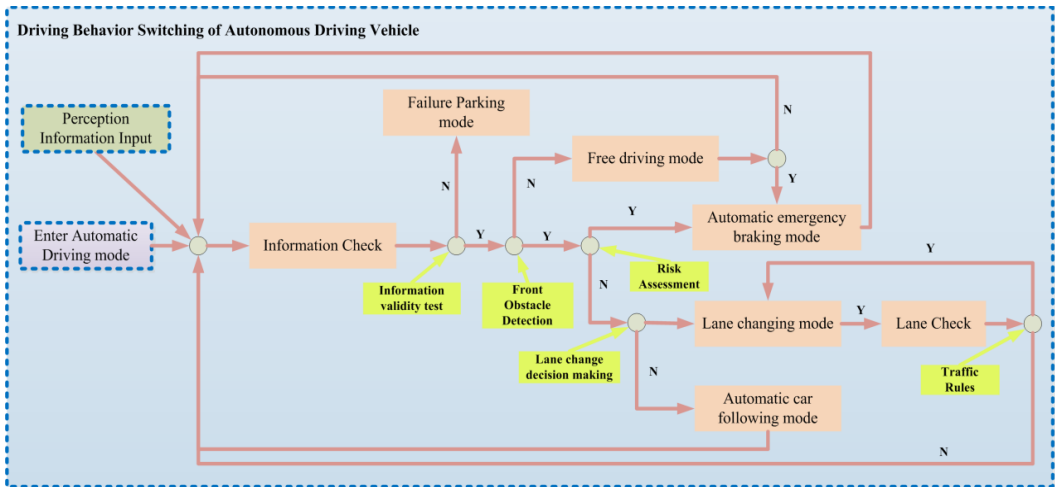 Driving Behavior Switching of Autonomous Driving Vehicle
Perception
Information Input
Enter Automatic
Driving mode
Information Check
Failure Parking
mode
N
N
Y
Y
Information
validity test
Front
Obstacle
Detection
Free driving mode
N
Y
Y
Automatic emergency
braking mode
Risk
Assessment
N
Lane change
decision making
Lane changing mode
Y
Lane Check
Y
Traffic
Rules
N
Automatic car
following mode
N